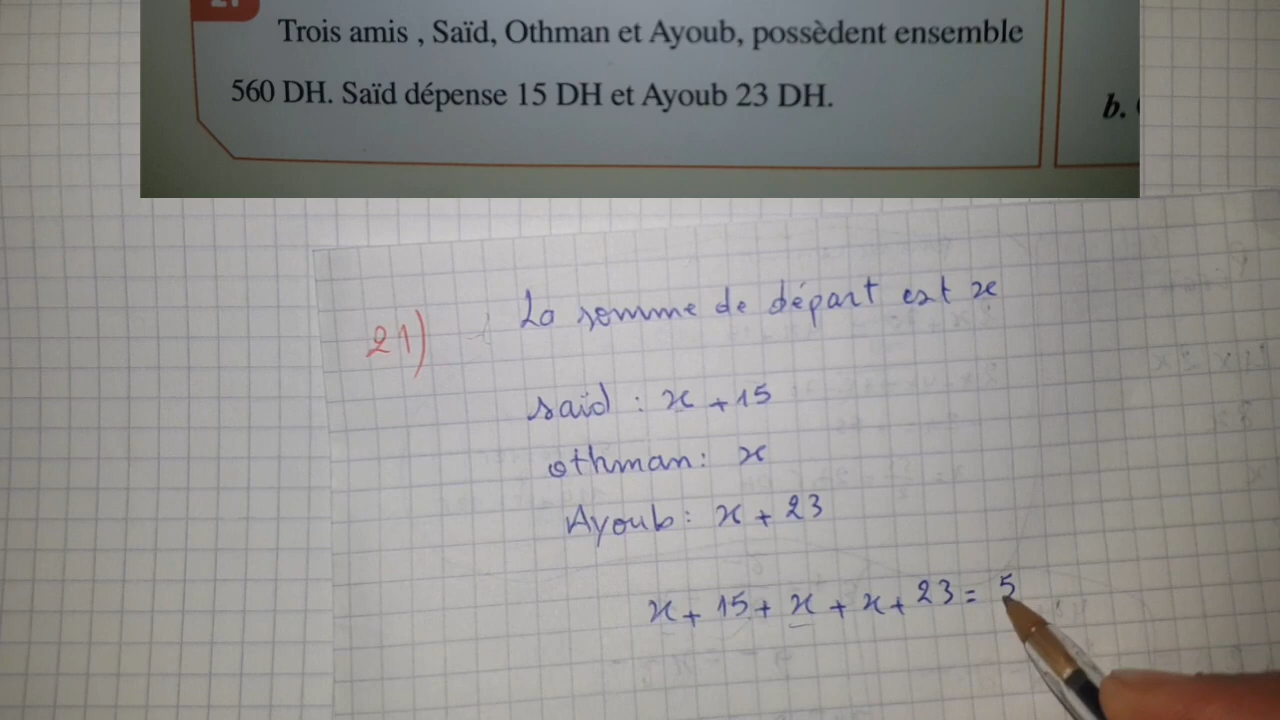 Trois amis , Saïd, Othman et Ayoub, possèdent ensemble
560 DH. Saïd dépense 15 DH et Ayoub 23 DH.
b.
21)
La somme de départ est x
saïd : x + 15
othman : x
Ayoub : x + 23
x + 15 + x + x + 23 = 5